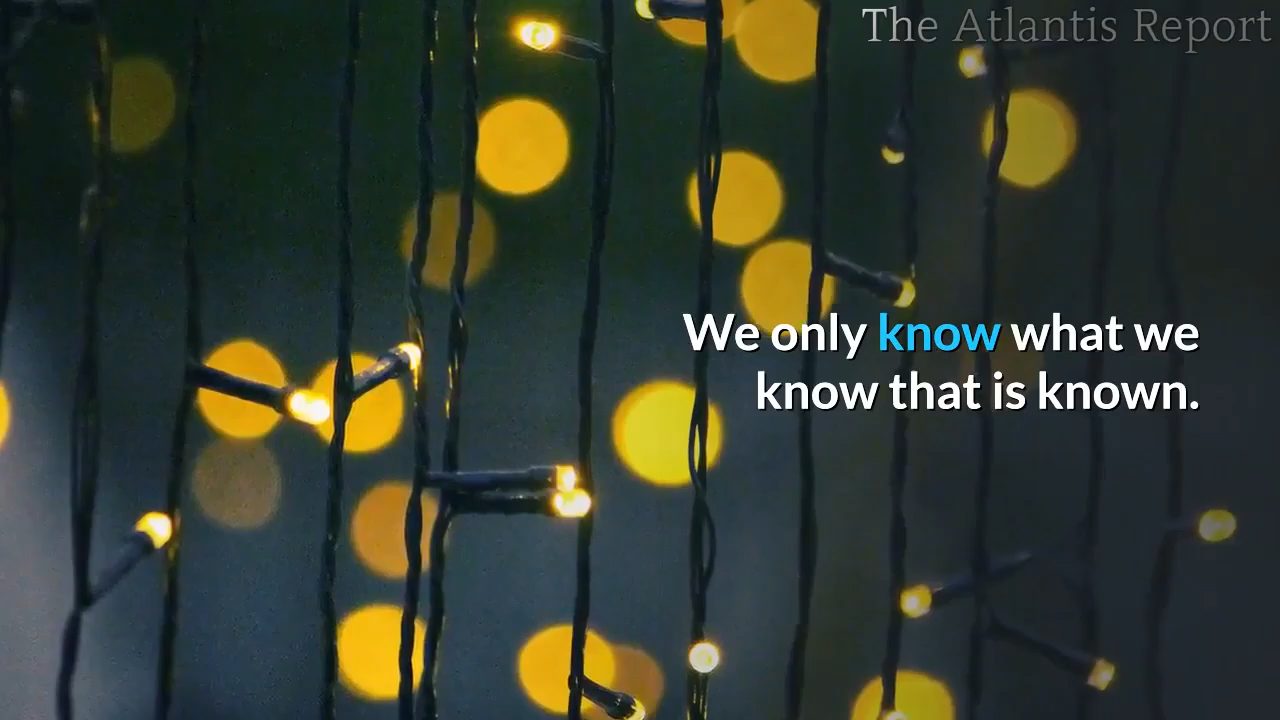 The Atlantis Report
We only know what we
know that is known.